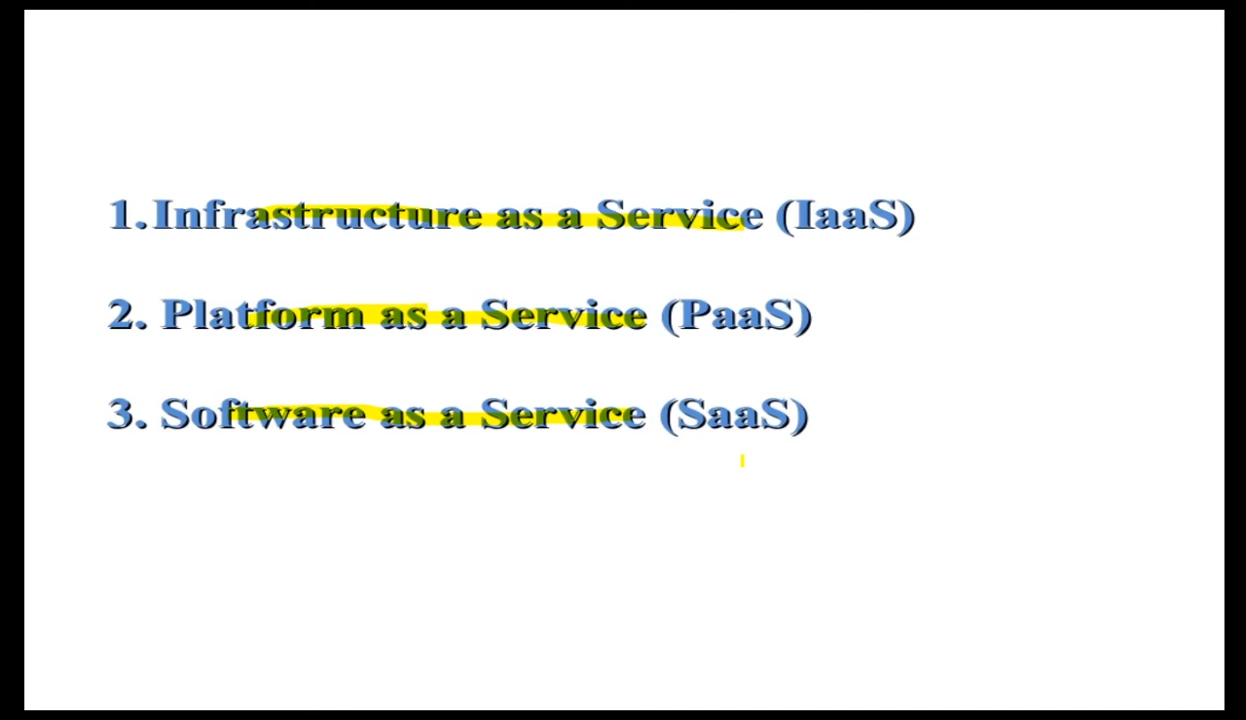 1. Infrastructure as a Service (IaaS)
2. Platform as a Service (PaaS)
3. Software as a Service (SaaS)